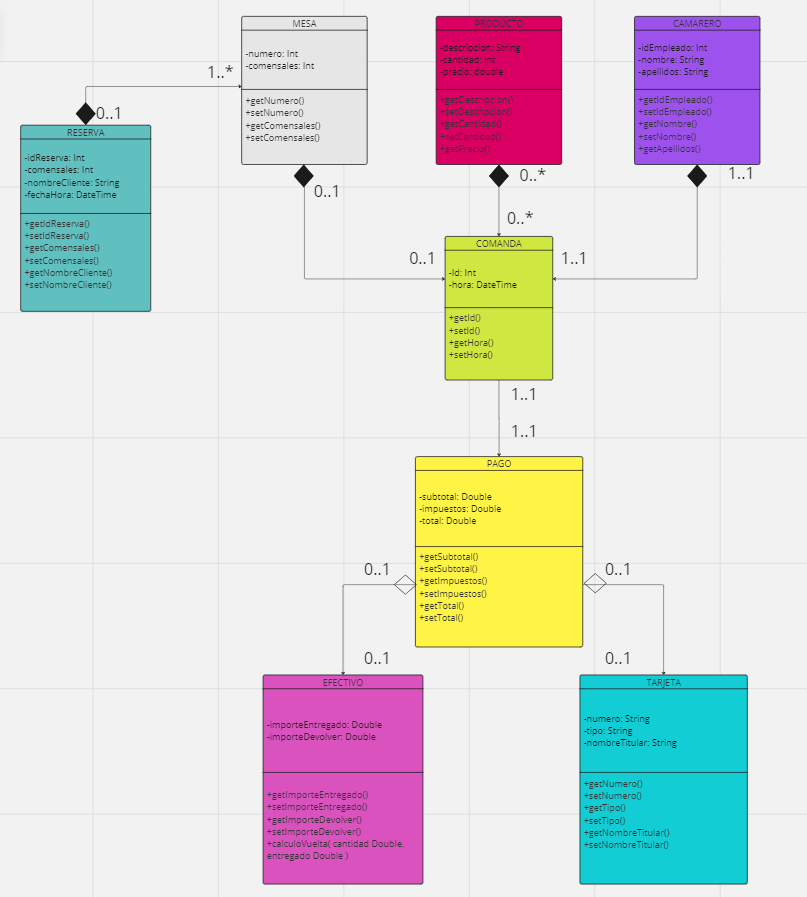 MESA
-numero: Int
-comensales: Int
+getNumero()
+setNumero()
+getComensales()
+setComensales()
PRODUCTO
-descripcion: String
-cantidad: Int
-precio: double
+getDescripcion()
+setDescripcion()
+getCantidad()
+setCantidad()
+getPrecio()
CAMARERO
-idEmpleado: Int
-nombre: String
-apellidos: String
+getIdEmpleado()
+setIdEmpleado()
+getNombre()
+setNombre()
+getApellidos()
1..*
0..1
RESERVA
-idReserva: Int
-comensales: Int
-nombreCliente: String
-fechaHora: DateTime
+getIdReserva()
+setIdReserva()
+getComensales()
+setComensales()
+getNombreCliente()
+setNombreCliente()
0..1
0..*
1..1
0..*
0..1
1..1
COMANDA
-Id: Int
-hora: DateTime
+getId()
+setId()
+getHora()
+setHora()
1..1
1..1
PAGO
-subtotal: Double
-impuestos: Double
-total: Double
+getSubtotal()
+setSubtotal()
+getImpuestos()
+setImpuestos()
+getTotal()
+setTotal()
0..1
0..1
0..1
0..1
EFECTIVO
-importeEntregado: Double
-importeDevolver: Double
+getImporteEntregado()
+setImporteEntregado()
+getImporteDevolver()
+setImporteDevolver()
+calculoVuelta( cantidad Double,
entregado Double )
TARJETA
-numero: String
-tipo: String
-nombreTitular: String
+getNumero()
+setNumero()
+getTipo()
+setTipo()
+getNombreTitular()
+setNombreTitular()